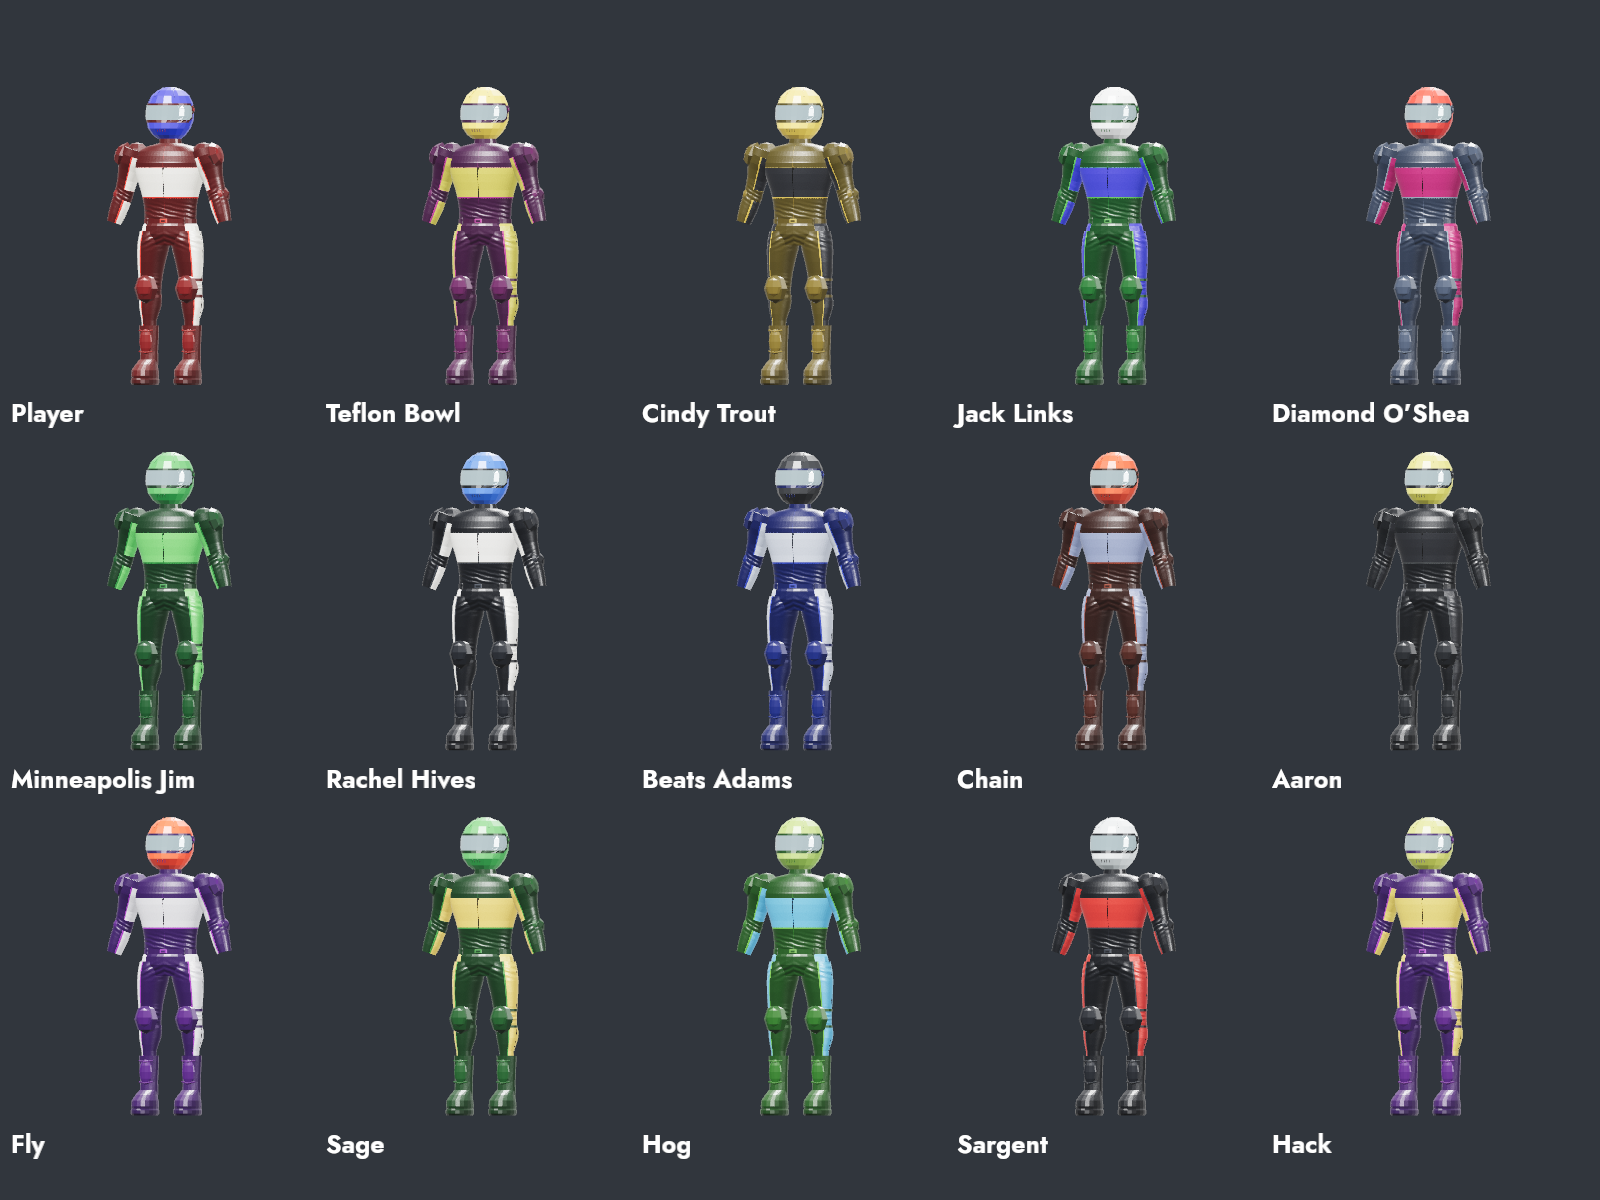 Player
Teflon Bowl
Cindy Trout
Jack Links
Diamond O'Shea
Minneapolis Jim
Rachel Hives
Beats Adams
Chain
Aaron
Fly
Sage
Hog
Sargent
Hack